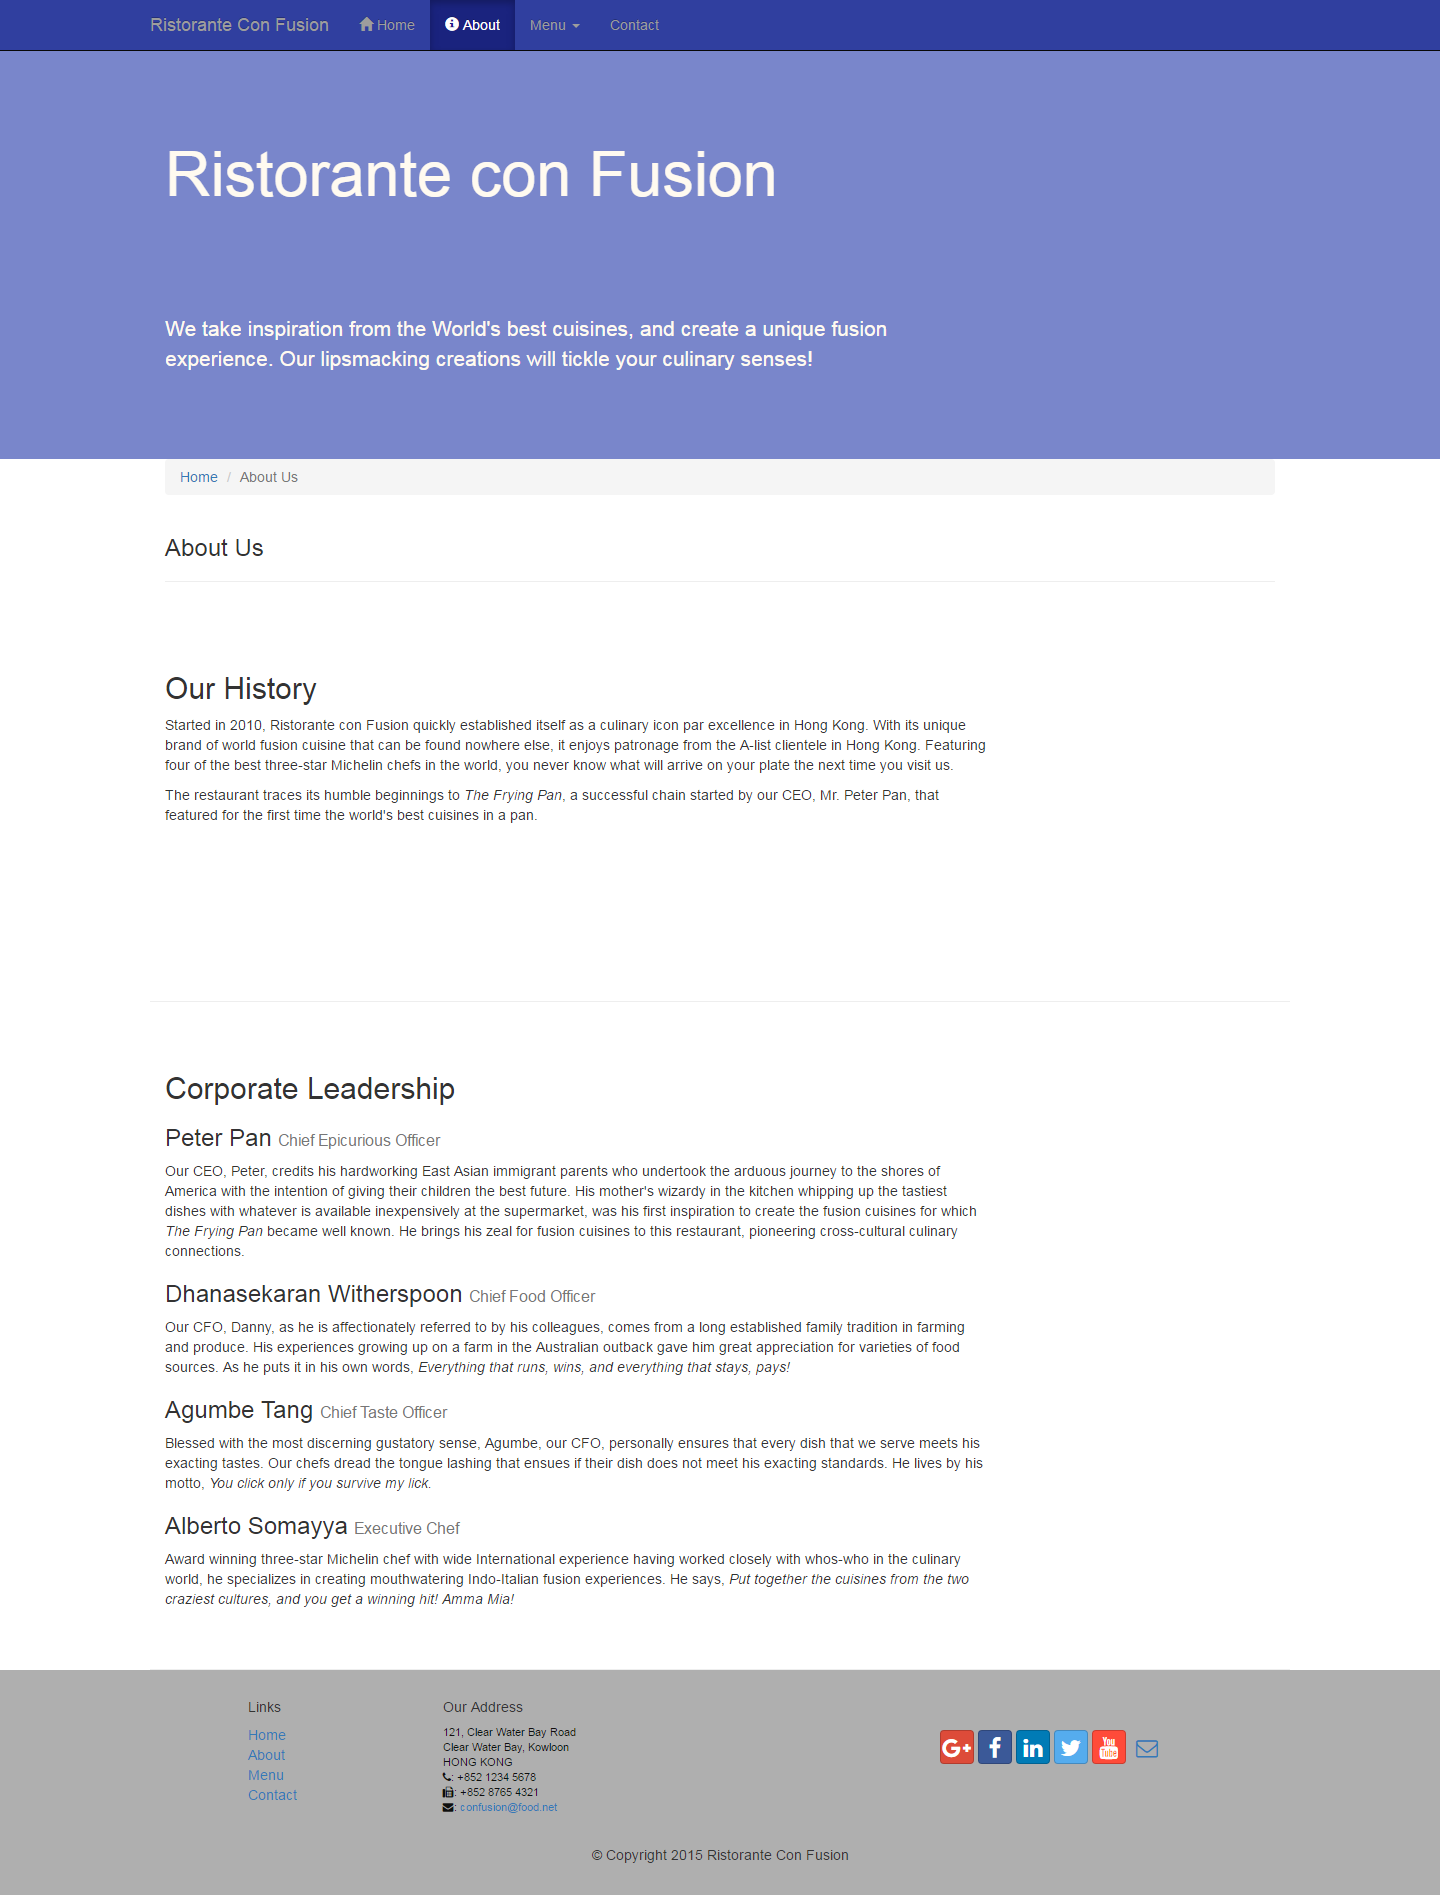 Ristorante Con Fusion Home About Menu Contact
Ristorante con Fusion
We take inspiration from the World's best cuisines, and create a unique fusion
experience. Our lipsmacking creations will tickle your culinary senses!
Home / About Us
About Us
Our History
Started in 2010, Ristorante con Fusion quickly established itself as a culinary icon par excellence in Hong Kong. With its unique
brand of world fusion cuisine that can be found nowhere else, it enjoys patronage from the A-list clientele in Hong Kong. Featuring
four of the best three-star Michelin chefs in the world, you never know what will arrive on your plate the next time you visit us.
The restaurant traces its humble beginnings to The Frying Pan, a successful chain started by our CEO, Mr. Peter Pan, that
featured for the first time the world's best cuisines in a pan.
Corporate Leadership
Peter Pan Chief Epicurious Officer
Our CEO, Peter, credits his hardworking East Asian immigrant parents who undertook the arduous journey to the shores of
America with the intention of giving their children the best future. His mother's wizardy in the kitchen whipping up the tastiest
dishes with whatever is available inexpensively at the supermarket, was his first inspiration to create the fusion cuisines for which
The Frying Pan became well known. He brings his zeal for fusion cuisines to this restaurant, pioneering cross-cultural culinary
connections.
Dhanasekaran Witherspoon Chief Food Officer
Our CFO, Danny, as he is affectionately referred to by his colleagues, comes from a long established family tradition in farming
and produce. His experiences growing up on a farm in the Australian outback gave him great appreciation for varieties of food
sources. As he puts it in his own words, Everything that runs, wins, and everything that stays, pays!
Agumbe Tang Chief Taste Officer
Blessed with the most discerning gustatory sense, Agumbe, our CFO, personally ensures that every dish that we serve meets his
exacting tastes. Our chefs dread the tongue lashing that ensues if their dish does not meet his exacting standards. He lives by his
motto, You click only if you survive my lick.
Alberto Somayya Executive Chef
Award winning three-star Michelin chef with wide International experience having worked closely with whos-who in the culinary
world, he specializes in creating mouthwatering Indo-Italian fusion experiences. He says, Put together the cuisines from the two
craziest cultures, and you get a winning hit! Amma Mia!
Links
Home
About
Menu
Contact
Our Address
121, Clear Water Bay Road
Clear Water Bay, Kowloon
HONG KONG
: +852 1234 5678
: +852 8765 4321
: confusion@food.net
G+ f in You Tube
© Copyright 2015 Ristorante Con Fusion